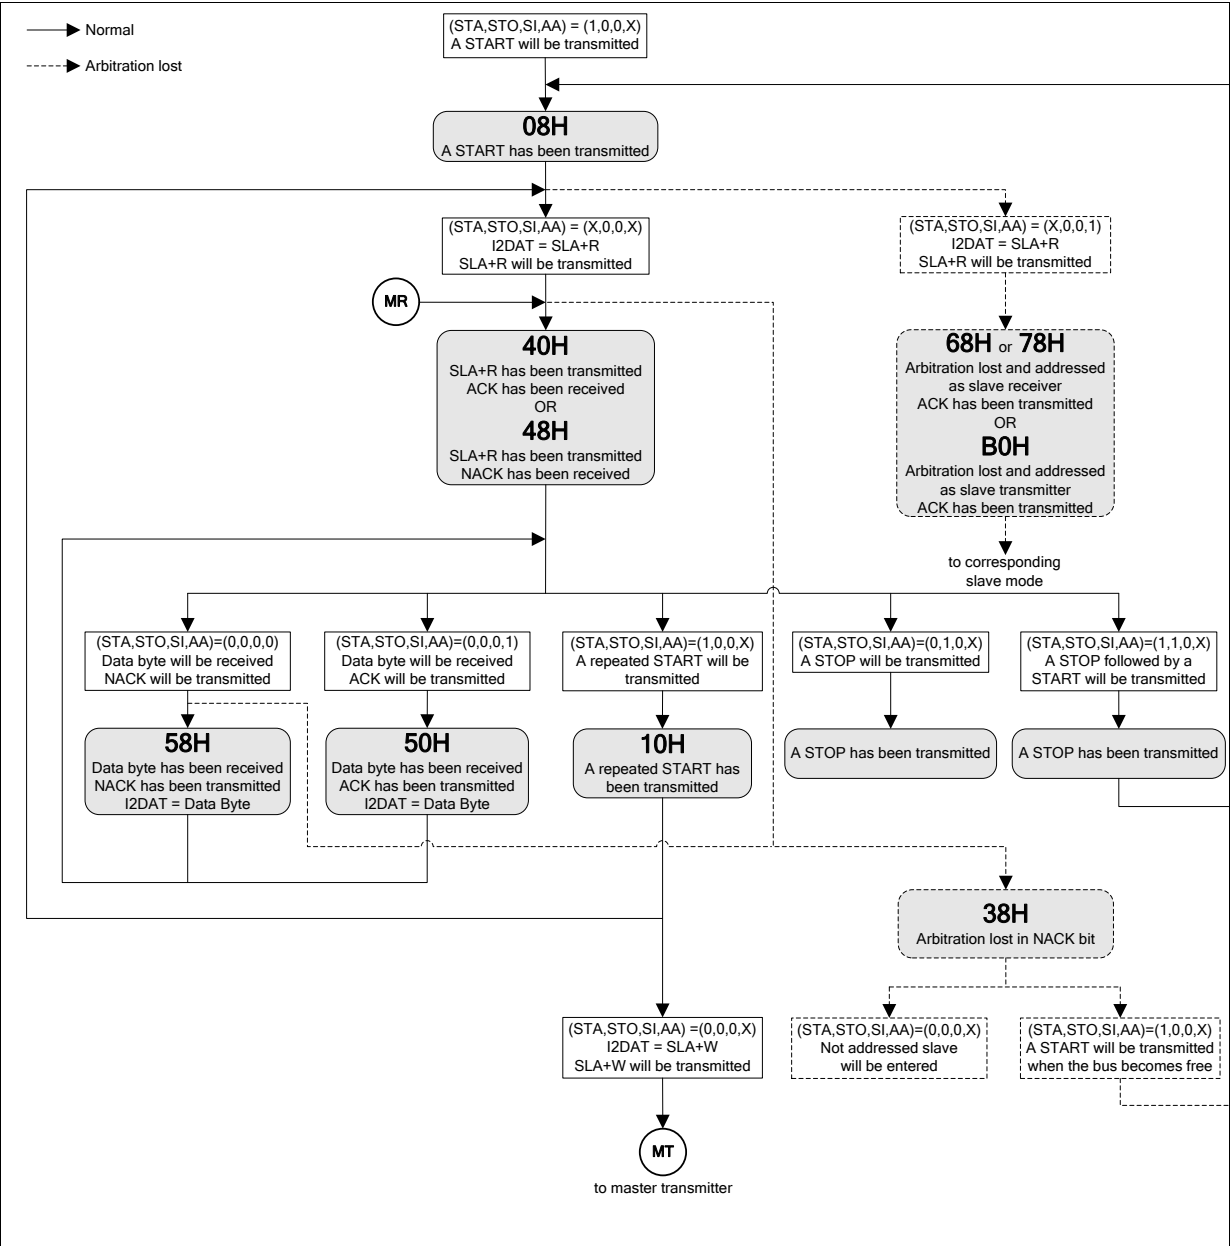 Normal
Arbitration lost
(STA,STO,SI,AA) = (1,0,0,X)
A START will be transmitted
08H
A START has been transmitted
(STA,STO,SI,AA) = (X,0,0,X)
I2DAT = SLA+R
SLA+R will be transmitted
(STA,STO,SI,AA) = (X,0,0,1)
I2DAT = SLA+R
SLA+R will be transmitted
MR
40H
SLA+R has been transmitted
ACK has been received
OR
48H
SLA+R has been transmitted
NACK has been received
68H or 78H
Arbitration lost and addressed
as slave receiver
ACK has been transmitted
OR
B0H
Arbitration lost and addressed
as slave transmitter
ACK has been transmitted
to corresponding
slave mode
(STA,STO,SI,AA)=(0,0,0,0)
Data byte will be received
NACK will be transmitted
(STA,STO,SI,AA)=(0,0,0,1)
Data byte will be received
ACK will be transmitted
(STA,STO,SI,AA)=(1,0,0,X)
A repeated START will be
transmitted
(STA,STO,SI,AA)=(0,1,0,X)
A STOP will be transmitted
(STA,STO,SI,AA)=(1,1,0,X)
A STOP followed by a
START will be transmitted
58H
Data byte has been received
NACK has been transmitted
I2DAT = Data Byte
50H
Data byte has been received
ACK has been transmitted
I2DAT = Data Byte
10H
A repeated START has
been transmitted
A STOP has been transmitted
A STOP has been transmitted
38H
Arbitration lost in NACK bit
(STA,STO,SI,AA) =(0,0,0,X)
I2DAT = SLA+W
SLA+W will be transmitted
(STA,STO,SI,AA)=(0,0,0,X)
Not addressed slave
will be entered
(STA,STO,SI,AA)=(1,0,0,X)
A START will be transmitted
when the bus becomes free
MT
to master transmitter